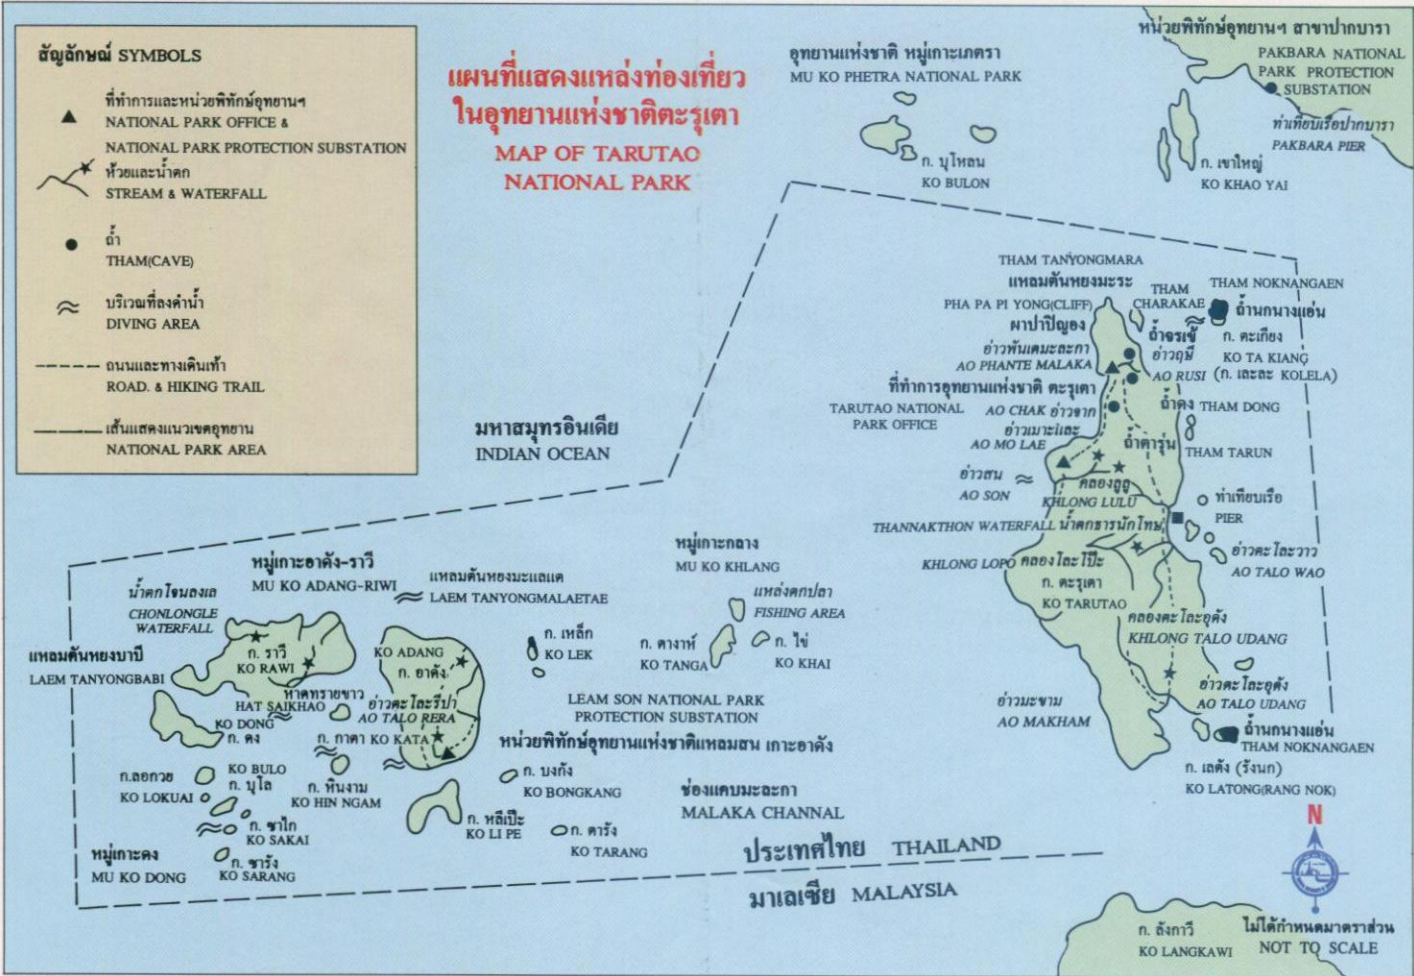 สัญลักษณ์ SYMBOLS
ที่ทำการและหน่วยพิทักษ์อุทยานฯ
NATIONAL PARK OFFICE &
NATIONAL PARK PROTECTION SUBSTATION
ห้วยและน้ำตก
STREAM & WATERFALL
ถ้ำ
THAM(CAVE)
บริเวณที่ลงดำน้ำ
DIVING AREA
ถนนและทางเดินเท้า
ROAD. & HIKING TRAIL
เส้นแสดงแนวเขตอุทยาน
NATIONAL PARK AREA
แผนที่แสดงแหล่งท่องเที่ยว
ในอุทยานแห่งชาติตะรุเตา
MAP OF TARUTAO
NATIONAL PARK
อุทยานแห่งชาติ หมู่เกาะเภตรา
MU KO PHETRA NATIONAL PARK
ก. บุโหลน
KO BULON
หน่วยพิทักษ์อุทยานฯ สาขาปากบารา
PAKBARA NATIONAL
PARK PROTECTION
SUBSTATION
ท่าเทียบเรือปากบารา
PAKBARA PIER
ก. เขาใหญ่
KO KHAO YAI
THAM TANYONGMARA
แหลมตันหยงมะระ
PHA PA PI YONG(CLIFF)
ผาปาปิญอง
อ่าวพันเตมะละกา
AO PHANTE MALAKA
THAM
CHARAKAE
ถ้ำจรเข้
อ่าวฤษี
AO RUSI
THAM NOKNANGAEN
ถ้ำนกนางแอ่น
ก. ตะเกียง
KO TA KIANG
(ก. เละละ KOLELA)
ที่ทำการอุทยานแห่งชาติ ตะรุเตา
TARUTAO NATIONAL
PARK OFFICE
AO CHAK อ่าวจาก
อ่าวเมาะและ
AO MO LAE
ถ้ำดง THAM DONG
ถ้ำตารุ่น
THAM TARUN
อ่าวสน
AO SON
คลองลูลู
KHLONG LULU
ท่าเทียบเรือ
PIER
THANNAKTHON WATERFALL น้ำตกธารนักโทษ
KHLONG LOPO คลองโละโป๊ะ
อ่าวตะโละวาว
AO TALO WAO
ก. ตะรุเตา
KO TARUTAO
คลองตะโละอุดัง
KHLONG TALO UDANG
อ่าวตะโละอุดัง
AO TALO UDANG
อ่าวมะขาม
AO MAKHAM
ถ้ำนกนางแอ่น
THAM NOKNANGAEN
ก. เลตัง (รังนก)
KO LATONG(RANG NOK)
มหาสมุทรอินเดีย
INDIAN OCEAN
หมู่เกาะกลาง
MU KO KHLANG
แหล่งตกปลา
FISHING AREA
ก. ตางาห์
KO TANGA
ก. ไข่
KO KHAI
หมู่เกาะอาดัง-ราวี
MU KO ADANG-RIWI
น้ำตกโจนลงเล
CHONLONGLE
WATERFALL
แหลมตันหยงมะแลแต
LAEM TANYONGMALAETAE
ก. ราวี
KO RAWI
แหลมตันหยงบาบี
LAEM TANYONGBABI
KO ADANG
ก. อาดัง
ก. เหล็ก
KO LEK
หาดทรายขาว
HAT SAIKHAO
อ่าวตะโละรีปา
AO TALO RERA
LEAM SON NATIONAL PARK
PROTECTION SUBSTATION
หน่วยพิทักษ์อุทยานแห่งชาติแหลมสน เกาะอาดัง
KO DONG
ก. ดง
ก. กาตา KO KATA
ก.ลอกวย
KO LOKUAI
KO BULO
ก. บุโล
ก. หินงาม
KO HIN NGAM
ก. บงกัง
KO BONGKANG
ช่องแคบมะละกา
MALAKA CHANNAL
ก. ซาไก
KO SAKAI
ก. หลีเป๊ะ
KO LI PE
ก. ตารัง
KO TARANG
หมู่เกาะดง
MU KO DONG
ก. ซารัง
KO SARANG
ประเทศไทย THAILAND
มาเลเซีย MALAYSIA
N
ก. ลังกาวี
KO LANGKAWI
ไม่ได้กำหนดมาตราส่วน
NOT TO SCALE